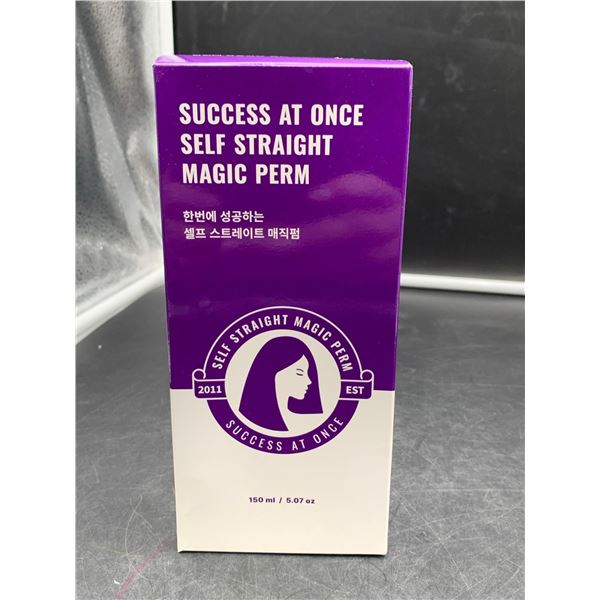 SUCCESS AT ONCE
SELF STRAIGHT
MAGIC PERM
한번에 성공하는
셀프 스트레이트 매직펌
SELF STRAIGHT MAGIC PERM
2011
EST
SUCCESS AT ONCE
150 ml / 5.07 oz